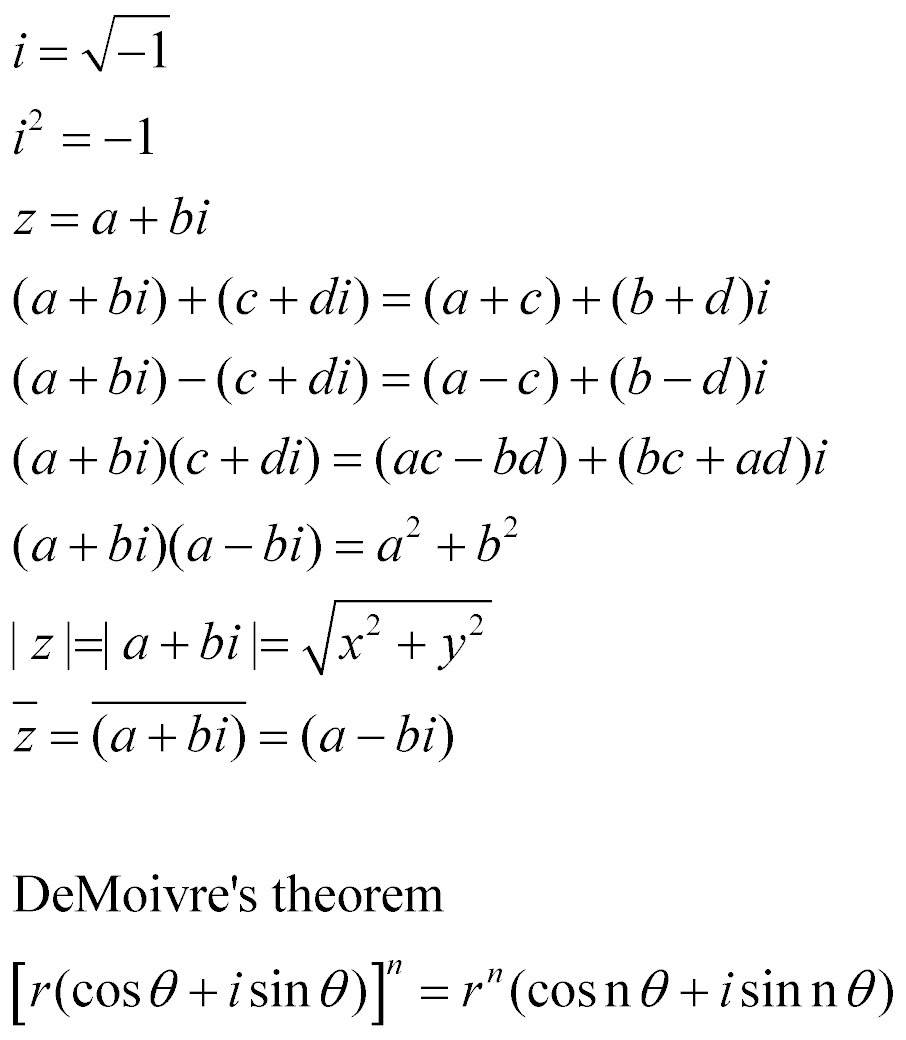 i = √−1
i² = −1
z = a + bi
(a + bi) + (c + di) = (a + c) + (b + d)i
(a + bi) − (c + di) = (a − c) + (b − d)i
(a + bi)(c + di) = (ac − bd) + (bc + ad)i
(a + bi)(a − bi) = a² + b²
| z |=| a + bi |= √(x² + y²)
z̅ = \overline{(a + bi)} = (a − bi)
DeMoivre's theorem
[r(cos θ + i sin θ)]ⁿ = rⁿ(cos n θ + i sin n θ)